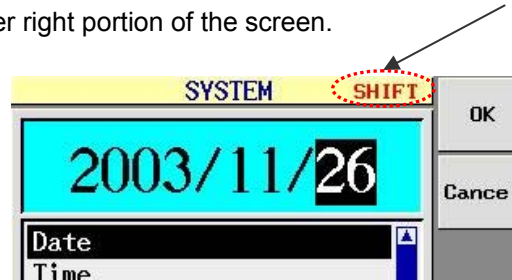 er right portion of the screen.
SYSTEM SHIFT
OK
2003/11/26
Cance
Date
Time